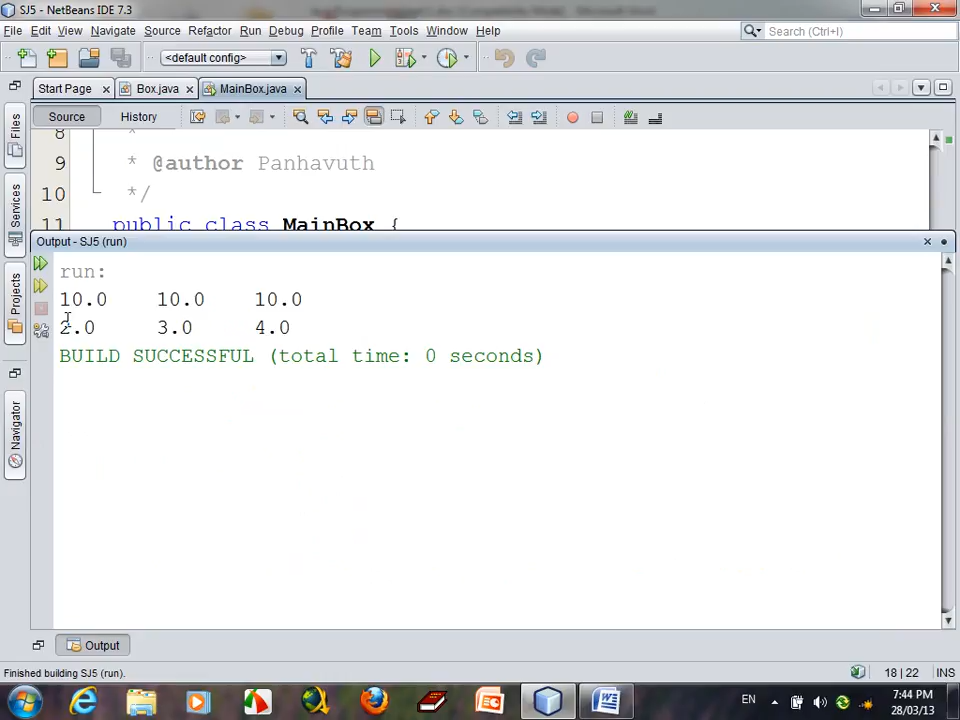 SJ5 - NetBeans IDE 7.3
File Edit View Navigate Source Refactor Run Debug Profile Team Tools Window Help
Search (Ctrl+I)
<default config>
Start Page Box.java MainBox.java
Source History
Files
Services
Projects
Navigator
8 *
9 * @author Panhavuth
10 */
11 public class MainBox {
Output - SJ5 (run)
run:
10.0 10.0 10.0
2.0 3.0 4.0
BUILD SUCCESSFUL (total time: 0 seconds)
Output
Finished building SJ5 (run).
18|22 INS
EN
7:44 PM
28/03/13